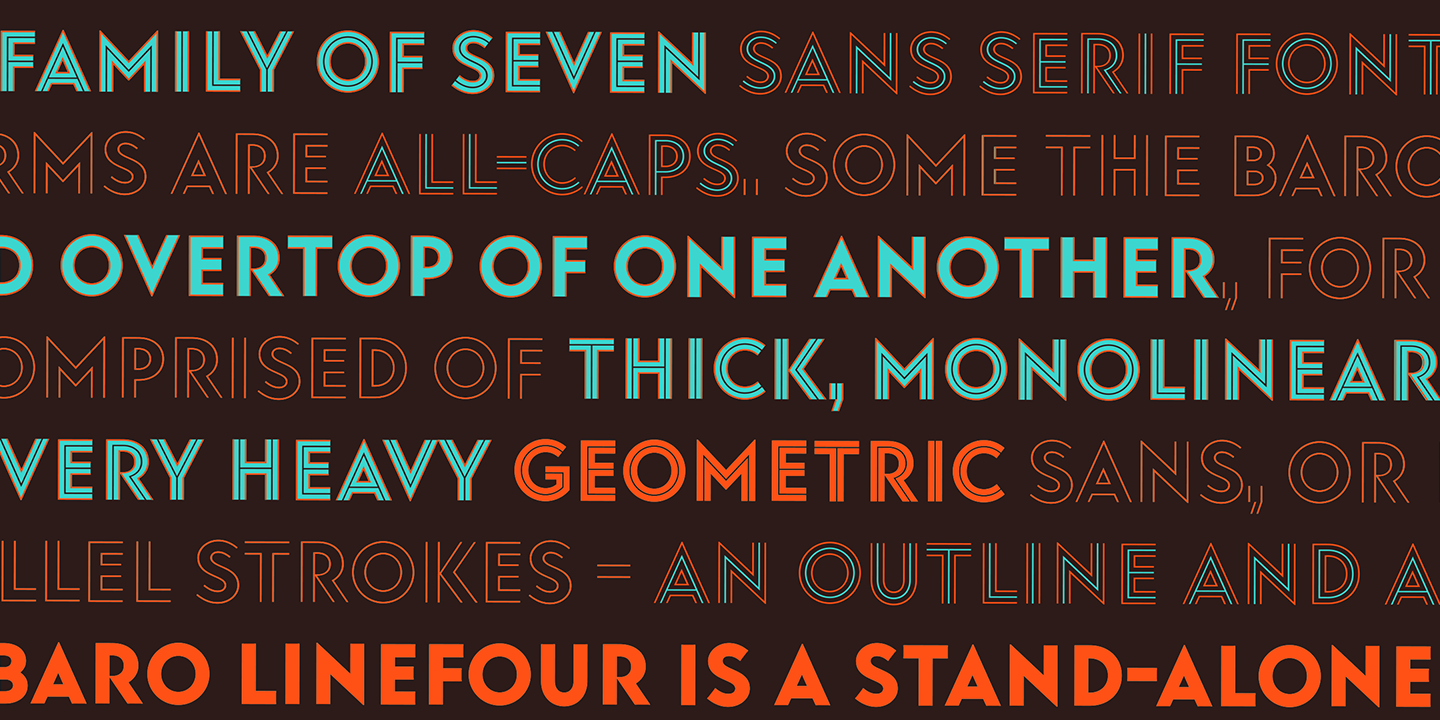 FAMILY OF SEVEN SANS SERIF FONT
RMS ARE ALL=CAPS. SOME THE BARO
D OVERTOP OF ONE ANOTHER, FOR
OMPRISED OF THICK, MONOLINEAR
VERY HEAVY GEOMETRIC SANS, OR
LLEL STROKES = AN OUTLINE AND A
BARO LINEFOUR IS A STAND-ALONE